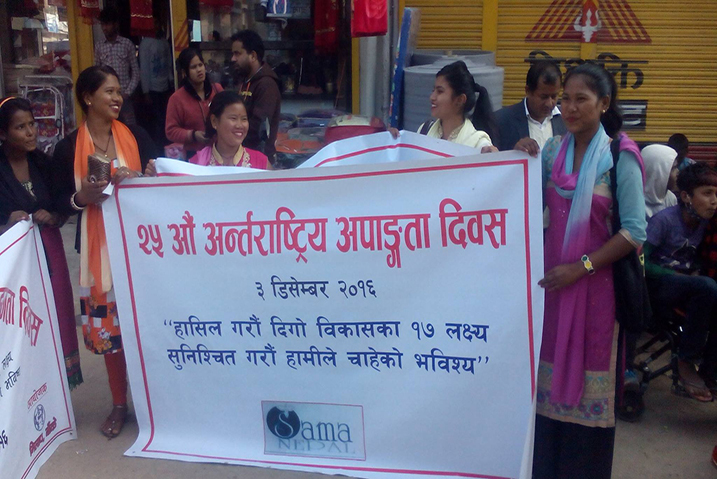 २५ औं अर्न्तराष्ट्रिय अपाङ्गता दिवस
३ डिसेम्बर २०१६
"हासिल गरौं दिगो विकासका १७ लक्ष्य
सुनिश्चित गरौं हामीले चाहेको भविष्य"
Sama
NEPAL